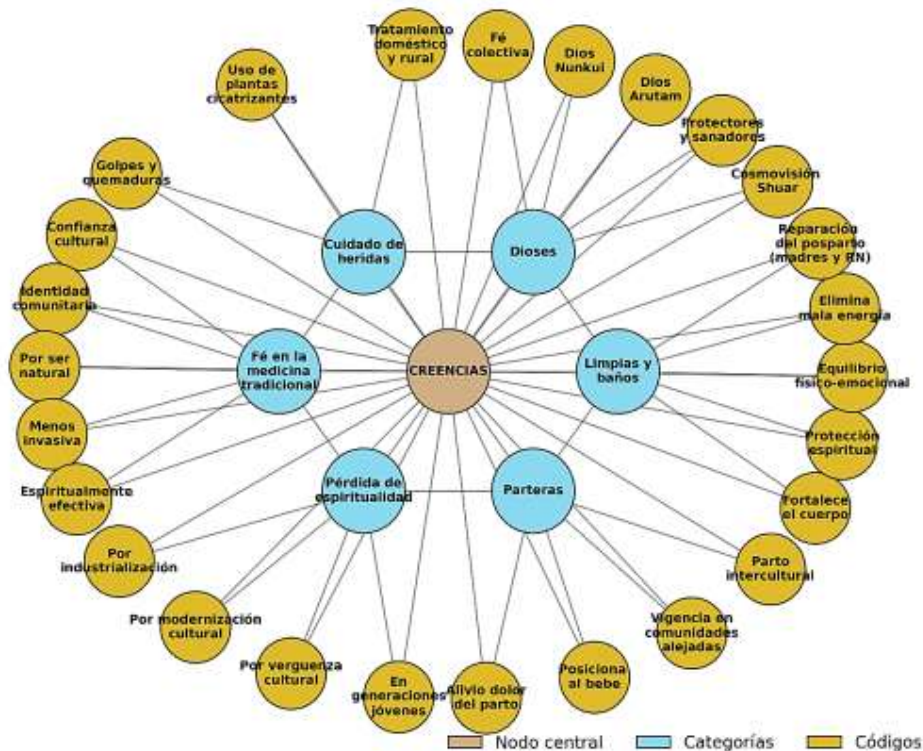 Tratamiento
doméstico
y rural
Fé
colectiva
Dios
Nunkui
Dios
Arutam
Uso de
plantas
cicatrizantes
Protectores
y sanadores
Cosmovisión
Shuar
Golpes y
quemaduras
Confianza
cultural
Cuidado de
heridas
Dioses
Reparación
del posparto
(madres y RN)
Identidad
comunitaria
Elimina
mala energía
Por ser
natural
Fé en la
medicina
tradicional
CREENCIAS
Limpias y
baños
Equilibrio
físico-emocional
Menos
invasiva
Protección
espiritual
Espiritualmente
efectiva
Pérdida de
espiritualidad
Parteras
Fortalece
el cuerpo
Por
industrialización
Parto
intercultural
Por modernización
cultural
Vigencia en
comunidades
alejadas
Por verguenza
cultural
En
generaciones
jóvenes
Alivio dolor
del parto
Posiciona
al bebe
Nodo central
Categorías
Códigos